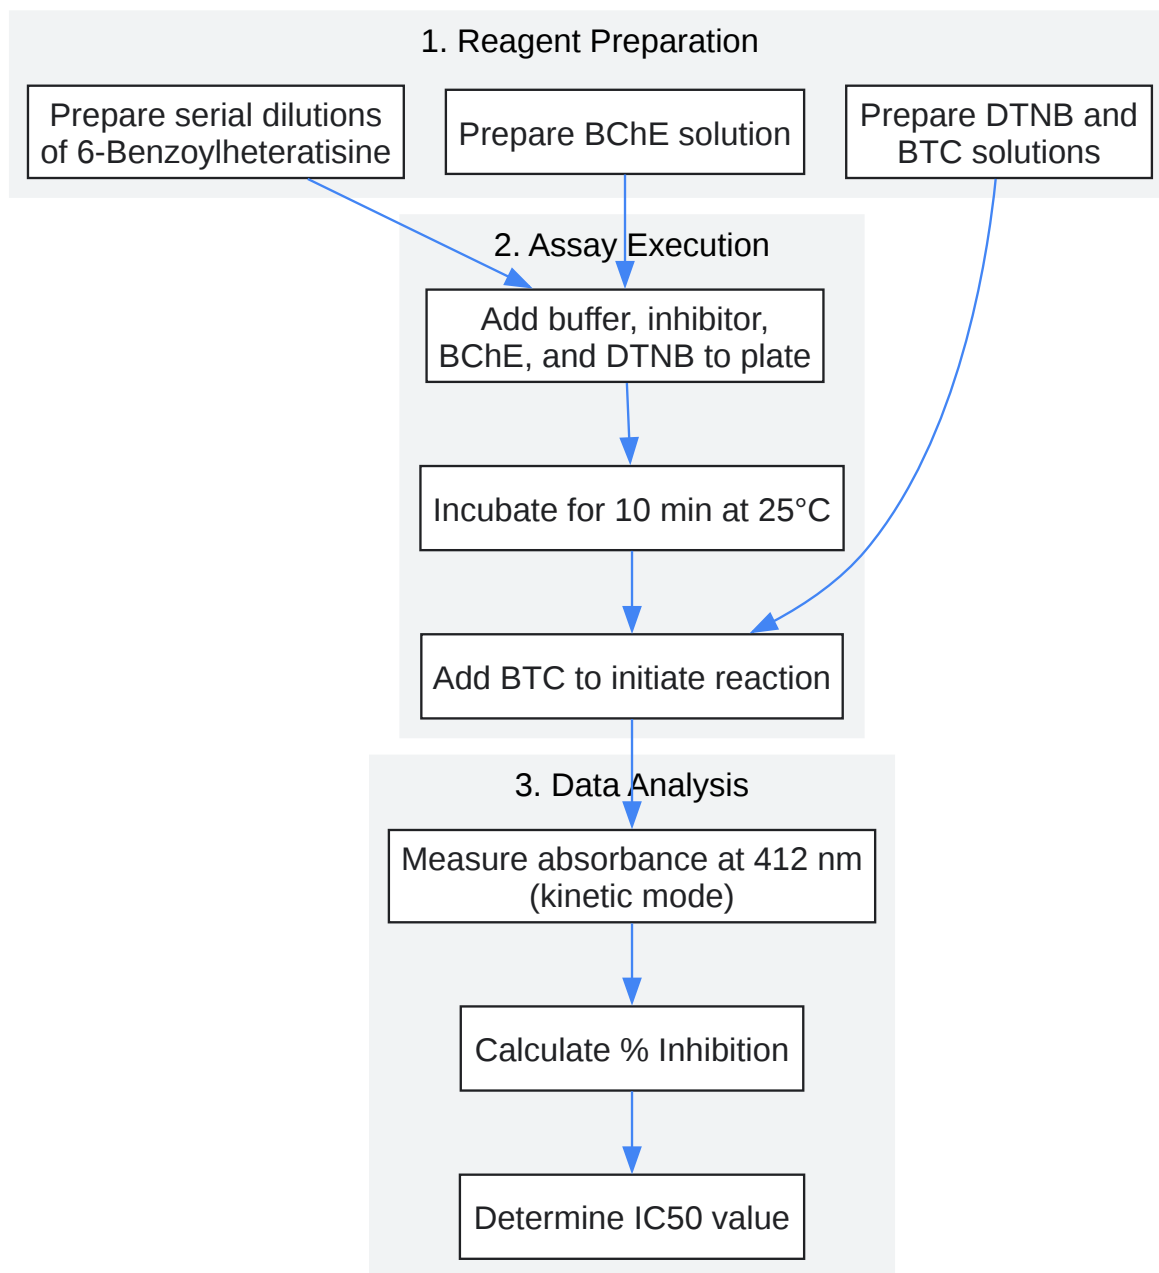 1. Reagent Preparation
Prepare serial dilutions
of 6-Benzoylheteratisine
Prepare BChE solution
Prepare DTNB and
BTC solutions
2. Assay Execution
Add buffer, inhibitor,
BChE, and DTNB to plate
Incubate for 10 min at 25°C
Add BTC to initiate reaction
3. Data Analysis
Measure absorbance at 412 nm
(kinetic mode)
Calculate % Inhibition
Determine IC50 value